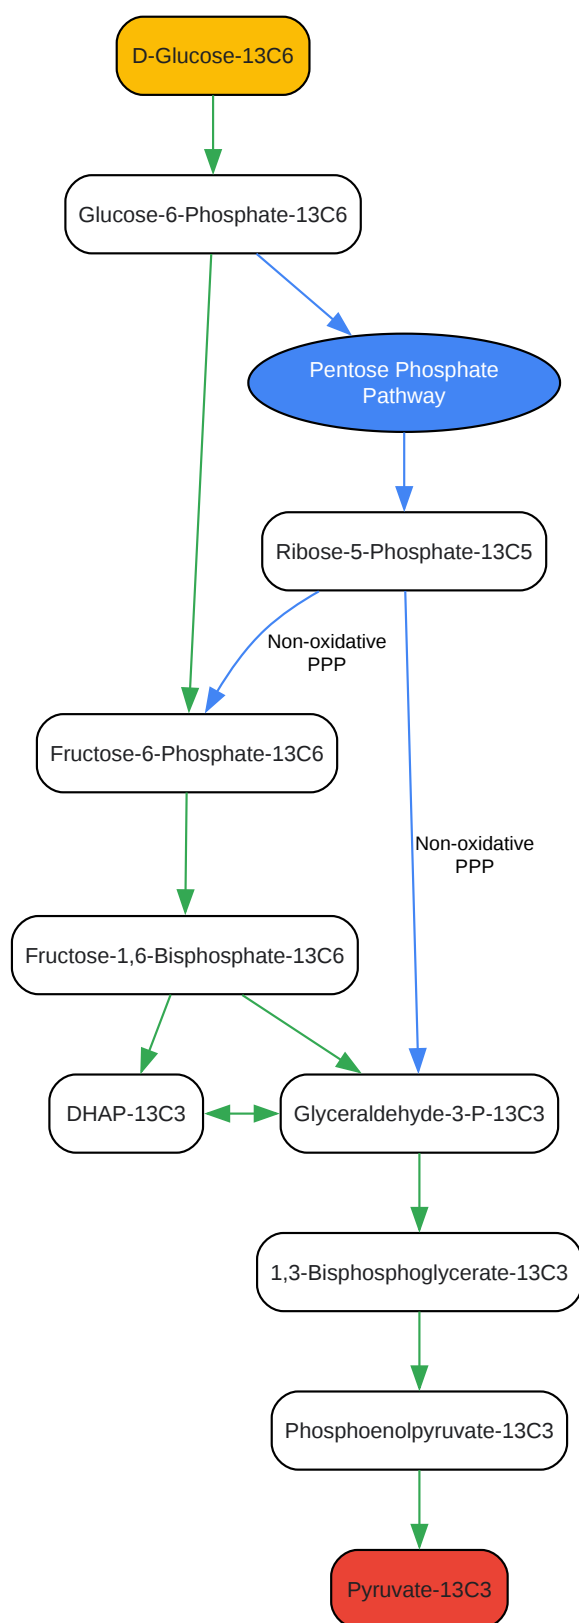 D-Glucose-13C6
Glucose-6-Phosphate-13C6
Pentose Phosphate
Pathway
Ribose-5-Phosphate-13C5
Non-oxidative
PPP
Fructose-6-Phosphate-13C6
Non-oxidative
PPP
Fructose-1,6-Bisphosphate-13C6
DHAP-13C3
Glyceraldehyde-3-P-13C3
1,3-Bisphosphoglycerate-13C3
Phosphoenolpyruvate-13C3
Pyruvate-13C3